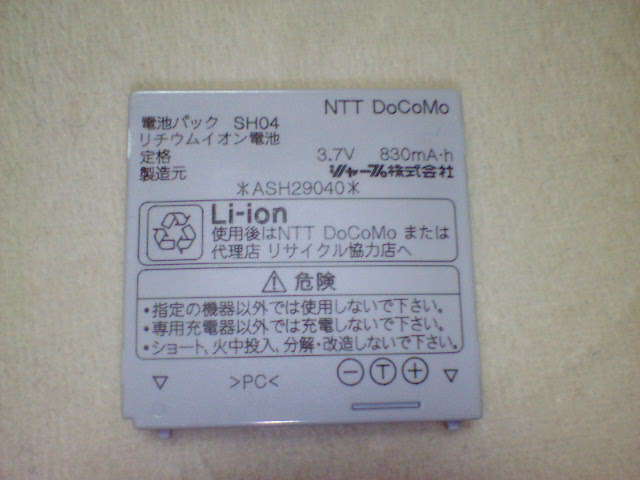 NTT DoCoMo
電池パック SH04
リチウムイオン電池
定格 3.7V 830mA·h
製造元 シャープ株式会社
＊ASH29040＊
Li-ion
使用後はNTT DoCoMo または
代理店 リサイクル協力店へ
⚠ 危険
・指定の機器以外では使用しないで下さい。
・専用充電器以外では充電しないで下さい。
・ショート、火中投入、分解・改造しないで下さい。
▽ >PC< − T + ▽